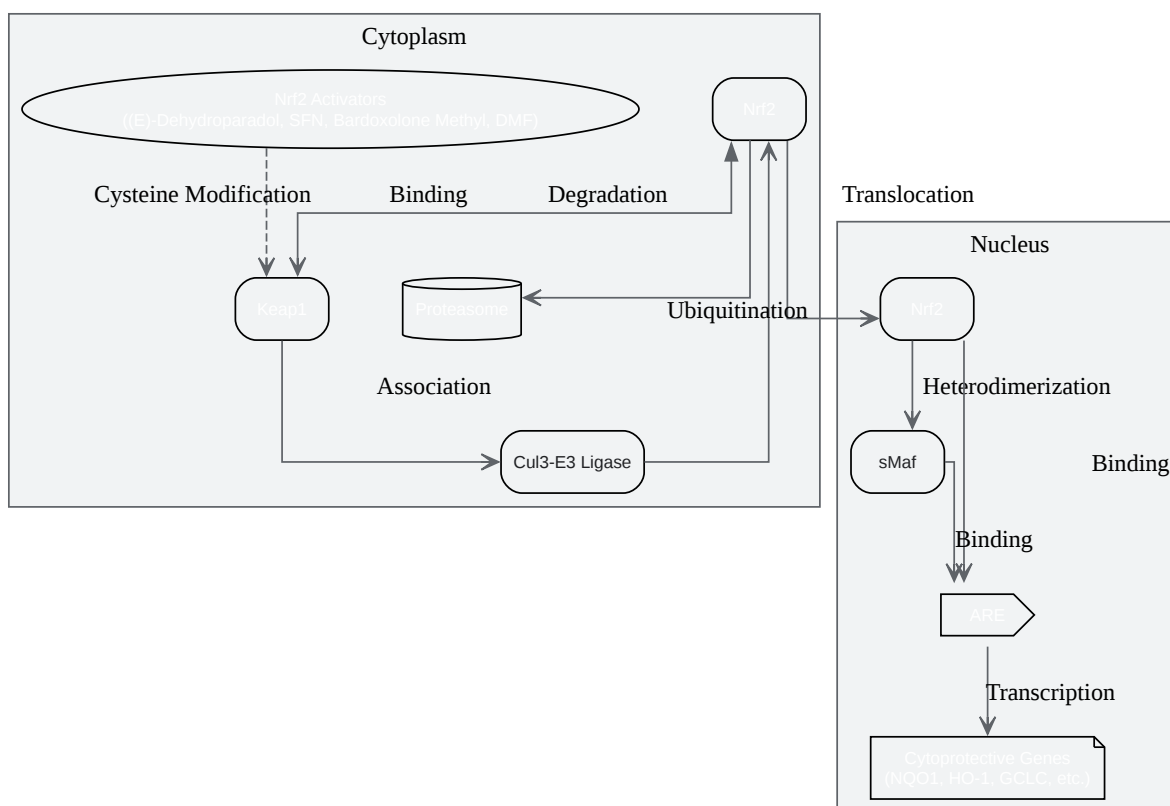 Cytoplasm
Nrf2 Activators
((E)-Dehydroparadol, SFN, Bardoxolone Methyl, DMF)
Nrf2
Cysteine Modification
Binding
Degradation
Translocation
Nucleus
Keap1
Proteasome
Ubiquitination
Nrf2
Association
Heterodimerization
Cul3-E3 Ligase
sMaf
Binding
Binding
ARE
Transcription
Cytoprotective Genes
(NQO1, HO-1, GCLC, etc.)